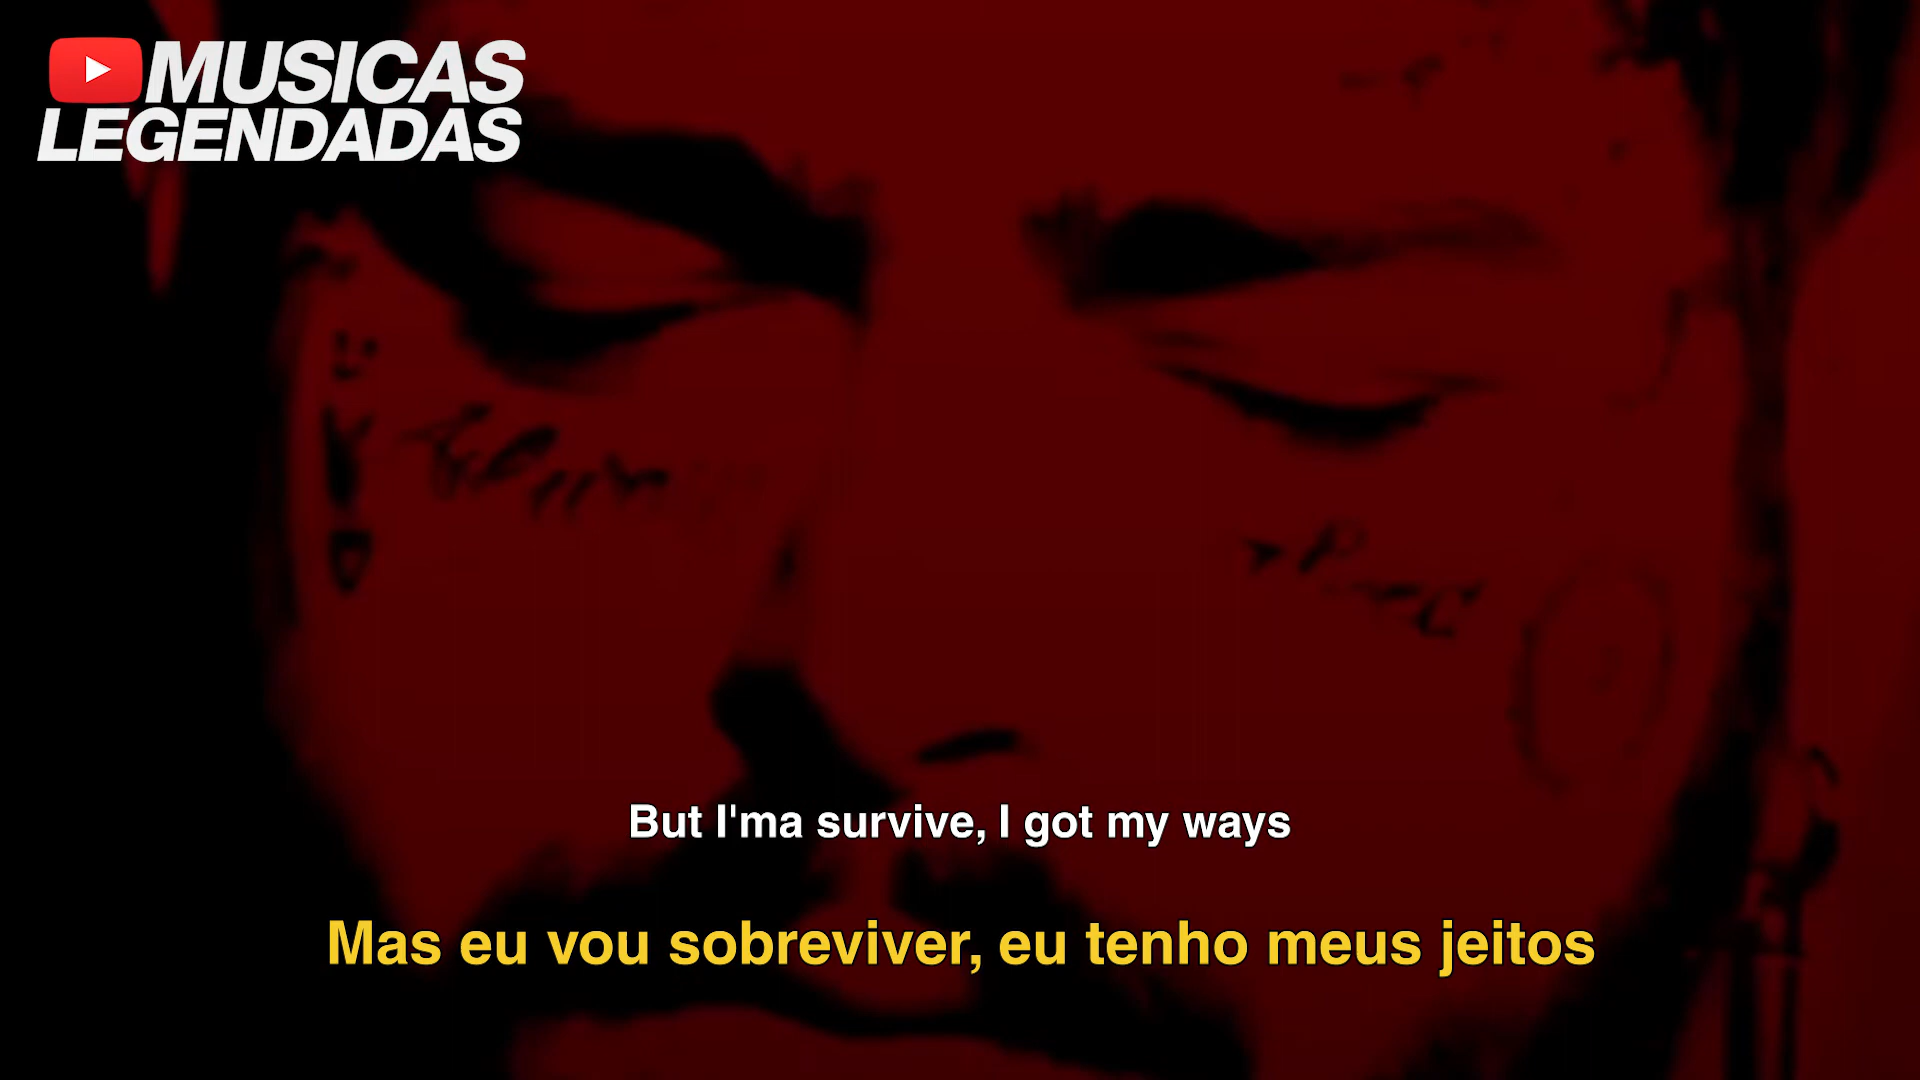 MUSICAS
LEGENDADAS
But I'ma survive, I got my ways
Mas eu vou sobreviver, eu tenho meus jeitos